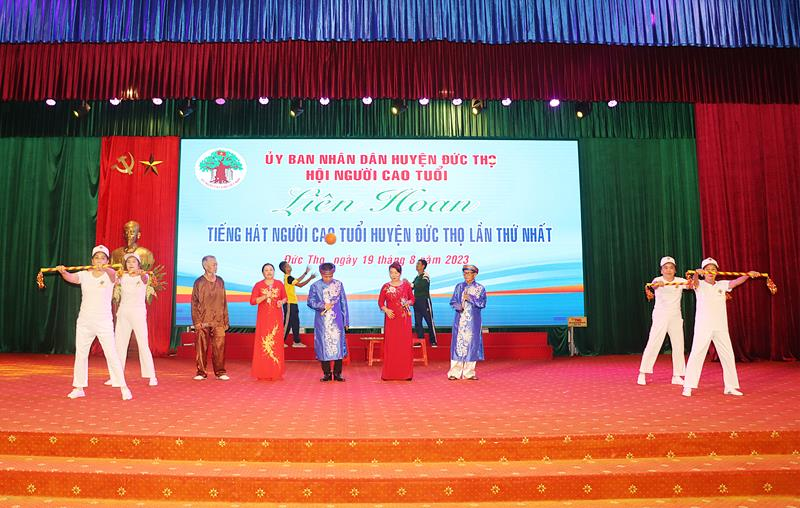 ỦY BAN NHÂN DÂN HUYỆN ĐỨC THỌ
HỘI NGƯỜI CAO TUỔI
Liên Hoan
TIẾNG HÁT NGƯỜI CAO TUỔI HUYỆN ĐỨC THỌ LẦN THỨ NHẤT
Đức Thọ, ngày 19 tháng 8 năm 2023